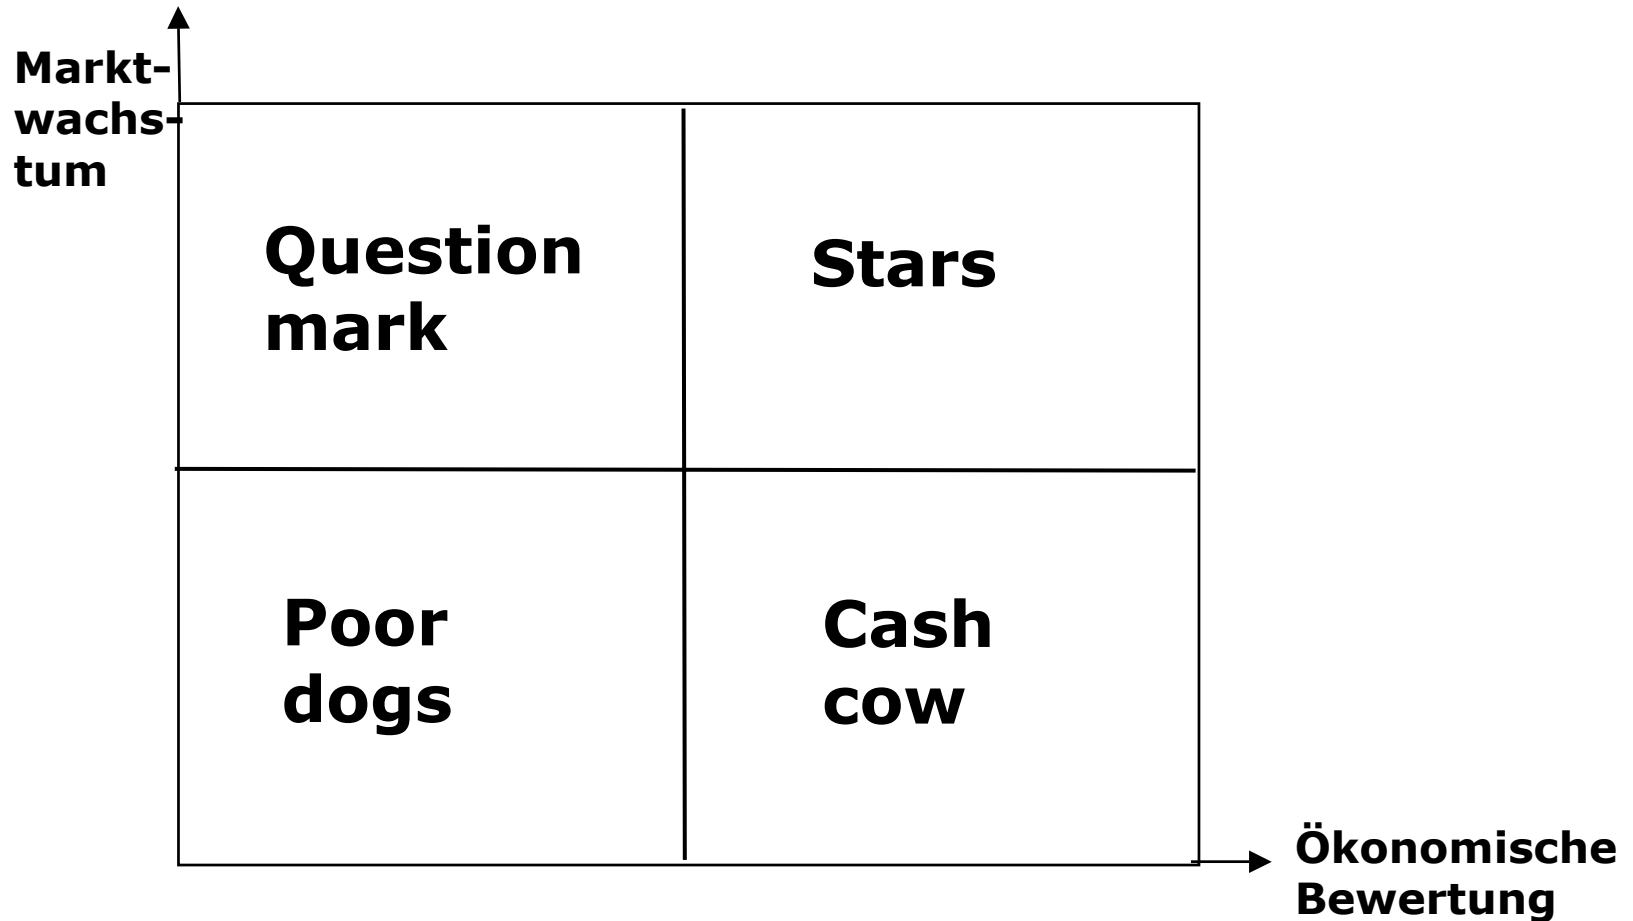 Markt-
wachs-
tum
Question
mark
Stars
Poor
dogs
Cash
cow
Ökonomische
Bewertung